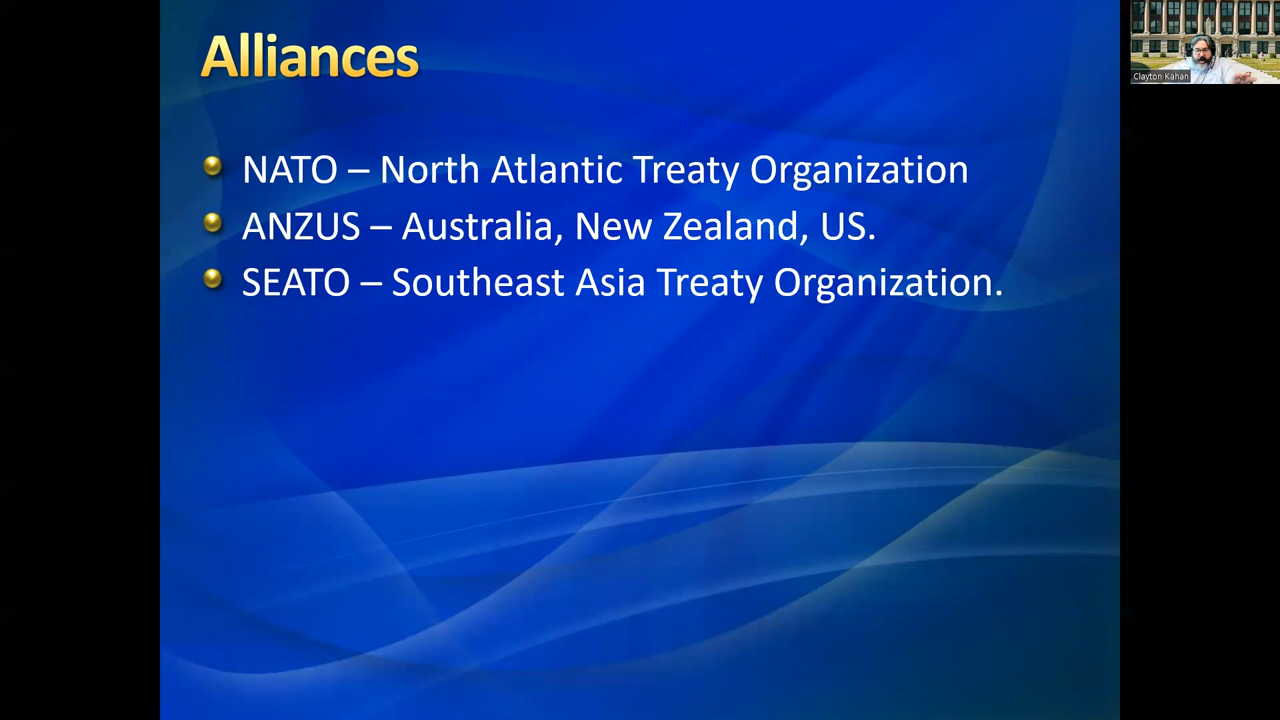 Alliances
NATO – North Atlantic Treaty Organization
ANZUS – Australia, New Zealand, US.
SEATO – Southeast Asia Treaty Organization.
Clayton Kahan